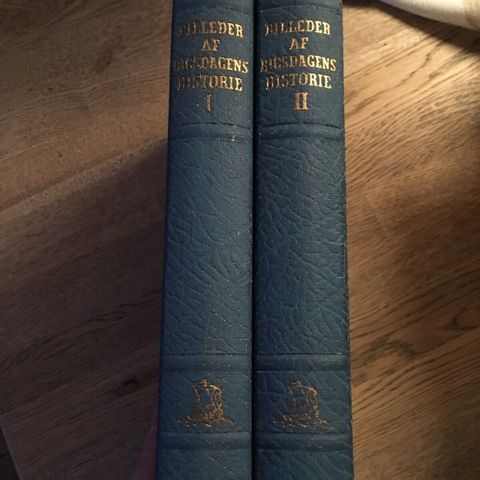 BILLEDER
AF
RIGSDAGENS
HISTORIE
I
BILLEDER
AF
RIGSDAGENS
HISTORIE
II